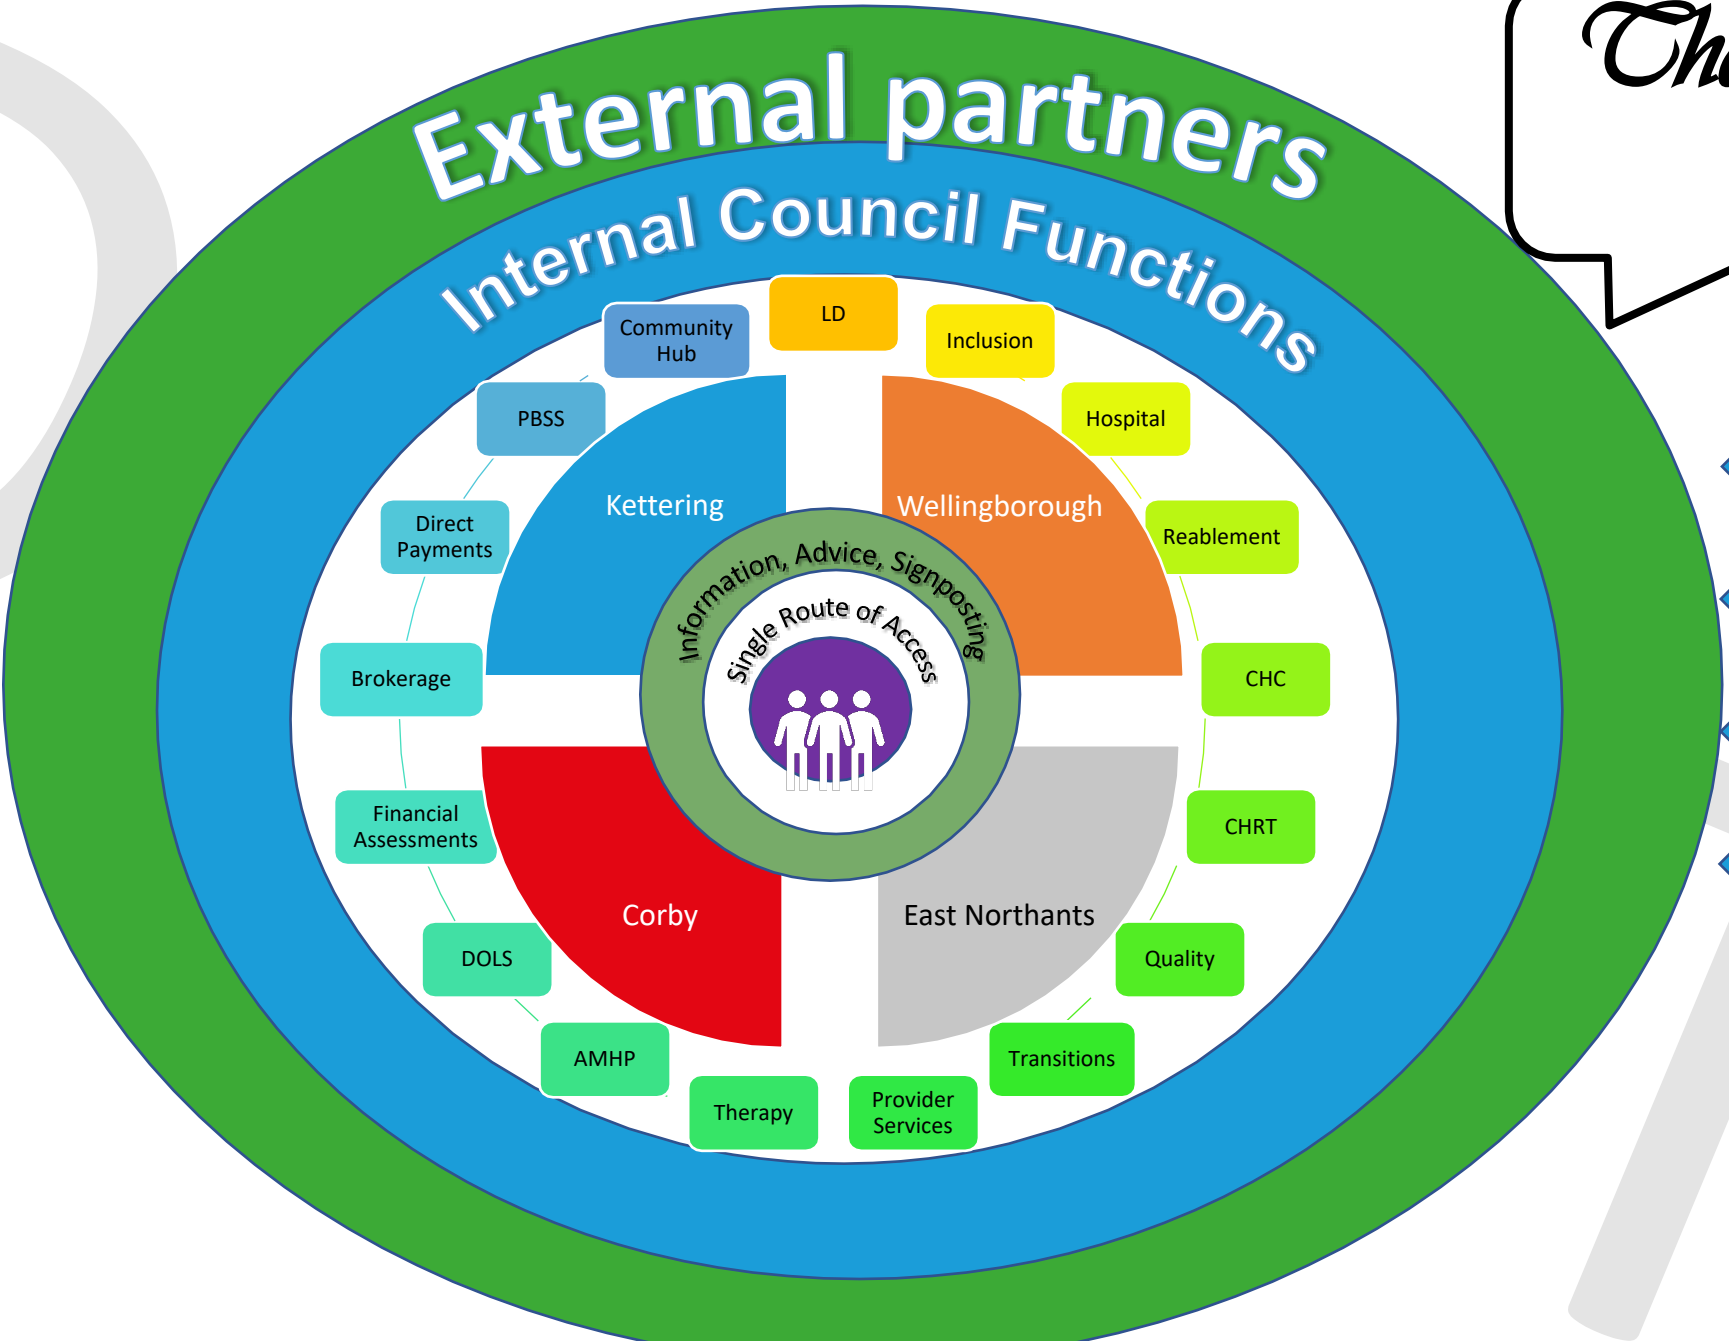 External partners
Internal Council Functions
LD
Community
Hub
Inclusion
PBSS
Hospital
Direct
Payments
Reablement
Kettering
Wellingborough
Information, Advice, Signposting
Single Route of Access
Brokerage
CHC
Financial
Assessments
CHRT
Corby
East Northants
DOLS
Quality
AMHP
Transitions
Therapy
Provider
Services